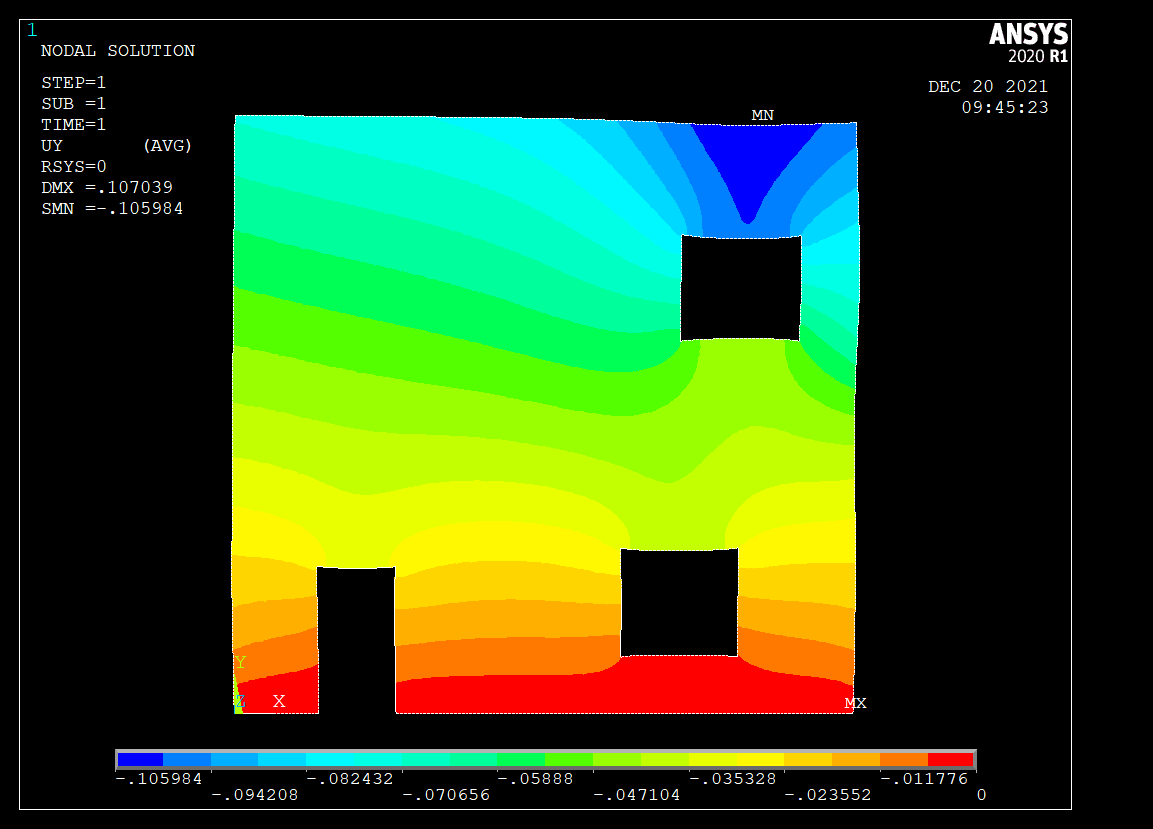 1
ANSYS
2020 R1
NODAL SOLUTION
STEP=1
SUB =1
TIME=1
UY (AVG)
RSYS=0
DMX =.107039
SMN =-.105984
DEC 20 2021
09:45:23
MN
Y
Z
X
MX
-.105984
-.094208
-.082432
-.070656
-.05888
-.047104
-.035328
-.023552
-.011776
0